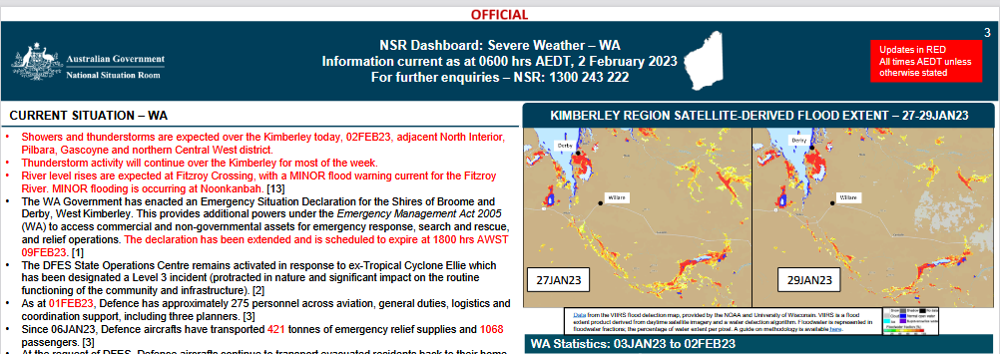 OFFICIAL
3
Australian Government
National Situation Room
NSR Dashboard: Severe Weather – WA
Information current as at 0600 hrs AEDT, 2 February 2023
For further enquiries – NSR: 1300 243 222
Updates in RED
All times AEDT unless
otherwise stated
CURRENT SITUATION – WA
• Showers and thunderstorms are expected over the Kimberley today, 02FEB23, adjacent North Interior,
Pilbara, Gascoyne and northern Central West district.
• Thunderstorm activity will continue over the Kimberley for most of the week.
• River level rises are expected at Fitzroy Crossing, with a MINOR flood warning current for the Fitzroy
River. MINOR flooding is occurring at Noonkanbah. [13]
• The WA Government has enacted an Emergency Situation Declaration for the Shires of Broome and
Derby, West Kimberley. This provides additional powers under the Emergency Management Act 2005
(WA) to access commercial and non-governmental assets for emergency response, search and rescue,
and relief operations. The declaration has been extended and is scheduled to expire at 1800 hrs AWST
09FEB23. [1]
• The DFES State Operations Centre remains activated in response to ex-Tropical Cyclone Ellie which
has been designated a Level 3 incident (protracted in nature and significant impact on the routine
functioning of the community and infrastructure). [2]
• As at 01FEB23, Defence has approximately 275 personnel across aviation, general duties, logistics and
coordination support, including three planners. [3]
• Since 06JAN23, Defence aircrafts have transported 421 tonnes of emergency relief supplies and 1068
passengers. [3]
• At the request of DFES, Defence aircrafts continue to transport evacuated residents back to their home
KIMBERLEY REGION SATELLITE-DERIVED FLOOD EXTENT – 27-29JAN23
Derby
Willare
27JAN23
Derby
Willare
29JAN23
Data from the VIIRS flood detection map, provided by the NOAA and University of Wisconsin. VIIRS is a flood
extent product derived from daytime satellite imagery and a water detection algorithm. Floodwater is represented in
floodwater fractions; the percentage of water extent per pixel. A guide on methodology is available here.
WA Statistics: 03JAN23 to 02FEB23